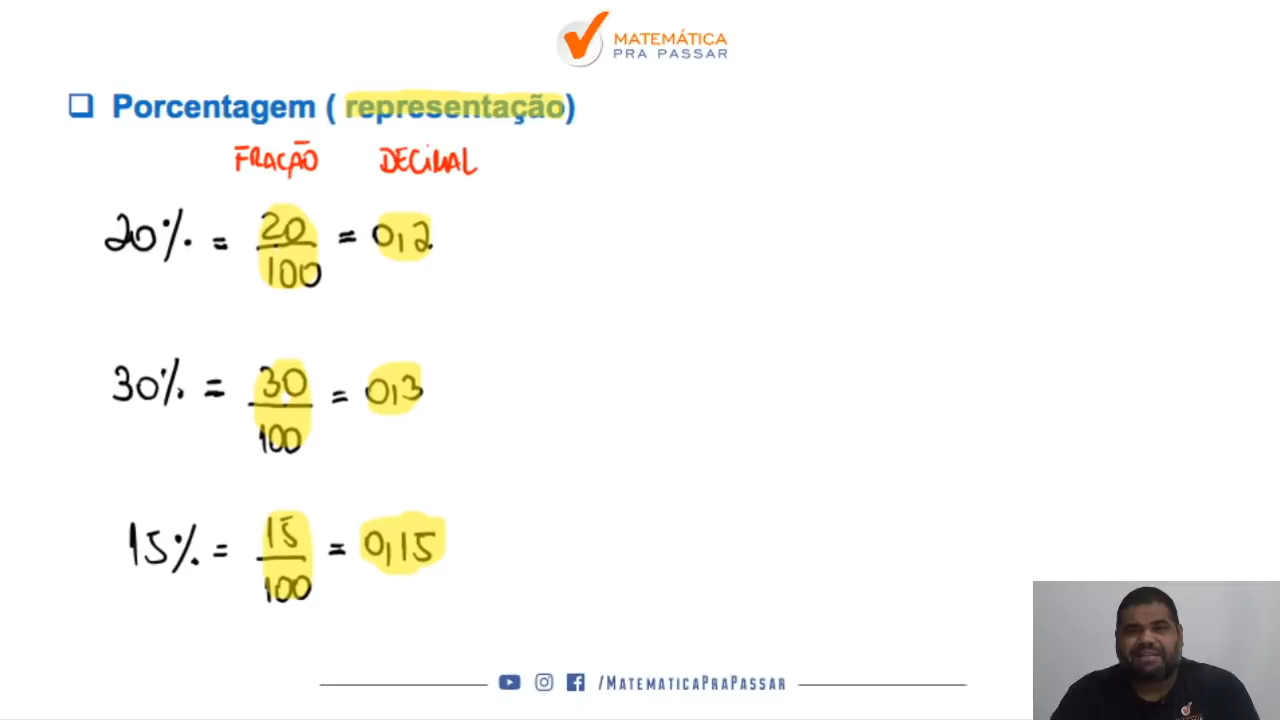 MATEMÁTICA
PRA PASSAR
❑ Porcentagem ( representação)
FRAÇÃO DECIMAL
20% = 20/100 = 0,2
30% = 30/100 = 0,3
15% = 15/100 = 0,15
/MATEMATICAPRAPASSAR